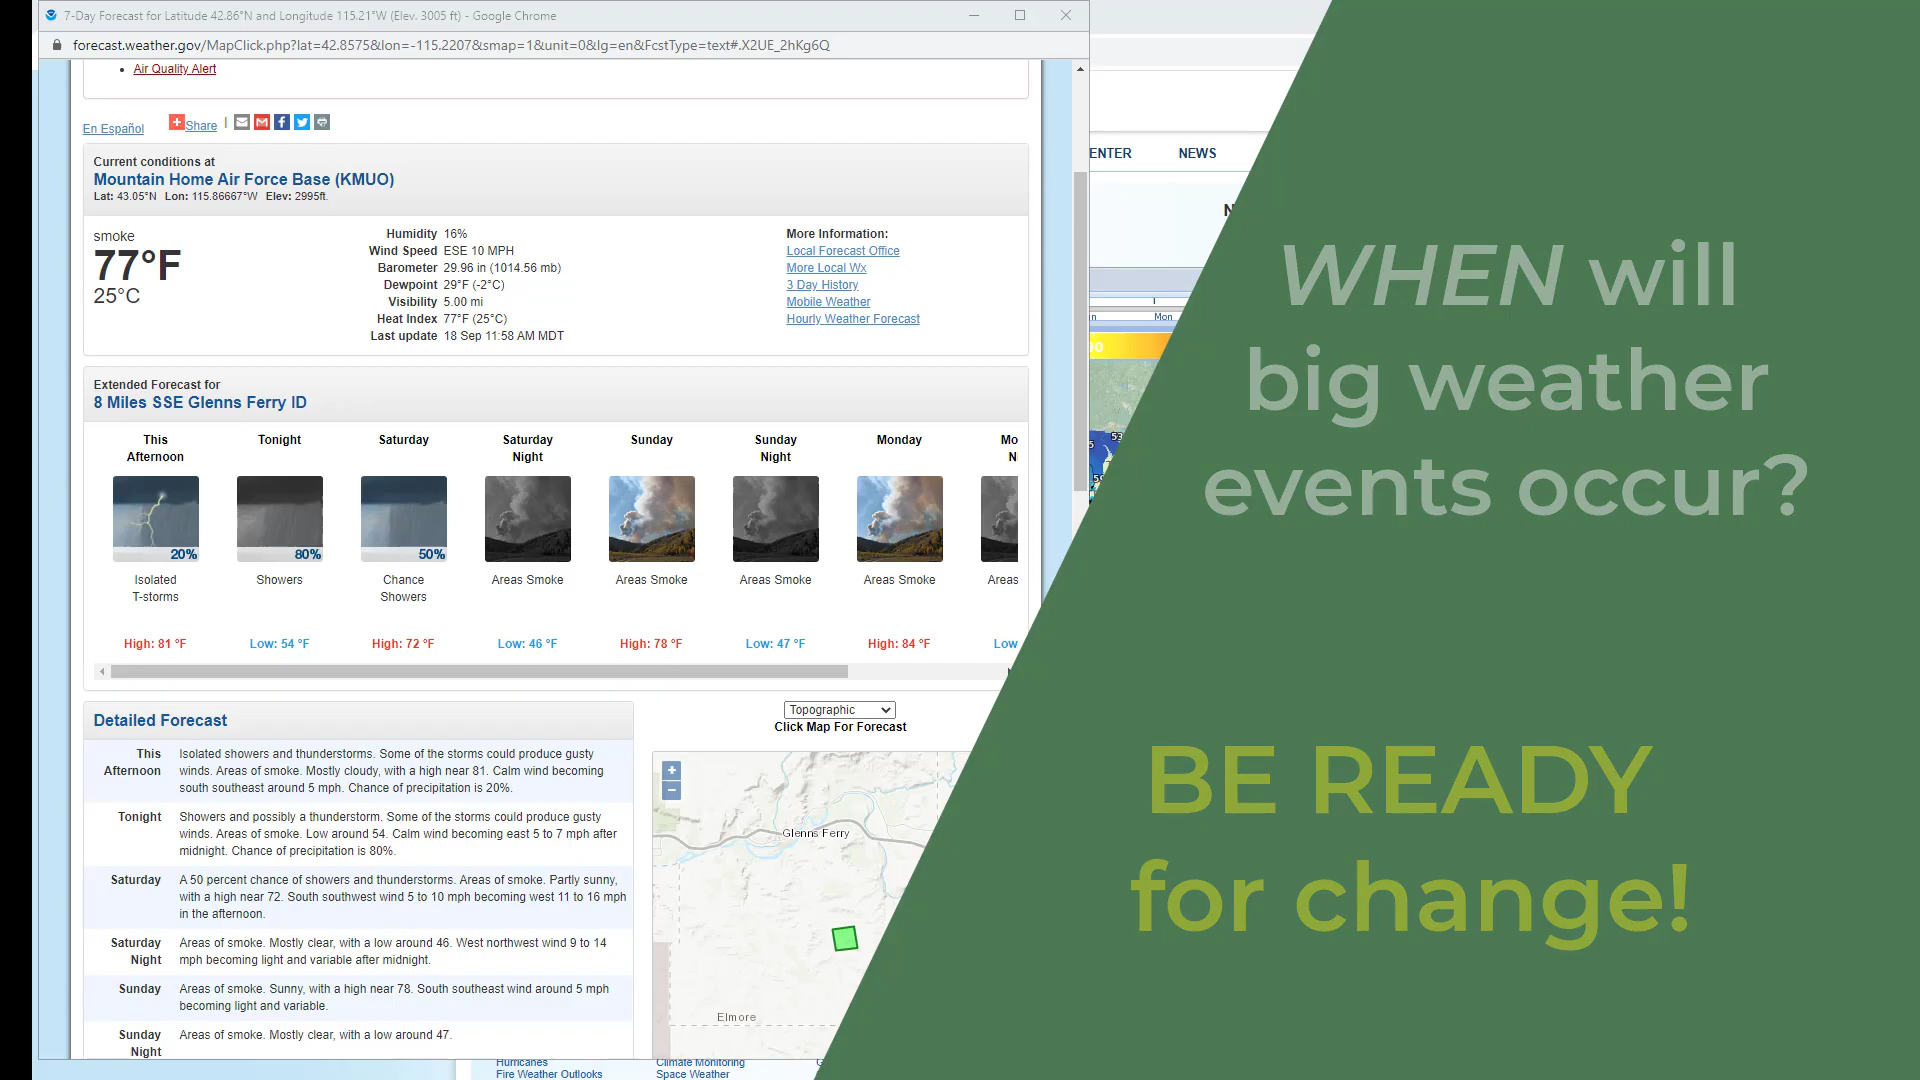 7-Day Forecast for Latitude 42.86°N and Longitude 115.21°W (Elev. 3005 ft) - Google Chrome
forecast.weather.gov/MapClick.php?lat=42.8575&lon=-115.2207&smap=1&unit=0&lg=en&FcstType=text#.X2UE_2hKg6Q
Air Quality Alert
En Español Share |
Current conditions at
Mountain Home Air Force Base (KMUO)
Lat: 43.05°N Lon: 115.86667°W Elev: 2995ft.
smoke
77°F
25°C
Humidity 16%
Wind Speed ESE 10 MPH
Barometer 29.96 in (1014.56 mb)
Dewpoint 29°F (-2°C)
Visibility 5.00 mi
Heat Index 77°F (25°C)
Last update 18 Sep 11:58 AM MDT
More Information:
Local Forecast Office
More Local Wx
3 Day History
Mobile Weather
Hourly Weather Forecast
Extended Forecast for
8 Miles SSE Glenns Ferry ID
This Afternoon
20%
Isolated T-storms
High: 81 °F
Tonight
80%
Showers
Low: 54 °F
Saturday
50%
Chance Showers
High: 72 °F
Saturday Night
Areas Smoke
Low: 46 °F
Sunday
Areas Smoke
High: 78 °F
Sunday Night
Areas Smoke
Low: 47 °F
Monday
Areas Smoke
High: 84 °F
Mo
N
Areas
Low
Detailed Forecast
This Afternoon
Isolated showers and thunderstorms. Some of the storms could produce gusty
winds. Areas of smoke. Mostly cloudy, with a high near 81. Calm wind becoming
south southeast around 5 mph. Chance of precipitation is 20%.
Tonight
Showers and possibly a thunderstorm. Some of the storms could produce gusty
winds. Areas of smoke. Low around 54. Calm wind becoming east 5 to 7 mph after
midnight. Chance of precipitation is 80%.
Saturday
A 50 percent chance of showers and thunderstorms. Areas of smoke. Partly sunny,
with a high near 72. South southwest wind 5 to 10 mph becoming west 11 to 16 mph
in the afternoon.
Saturday Night
Areas of smoke. Mostly clear, with a low around 46. West northwest wind 9 to 14
mph becoming light and variable after midnight.
Sunday
Areas of smoke. Sunny, with a high near 78. South southeast wind around 5 mph
becoming light and variable.
Sunday Night
Areas of smoke. Mostly clear, with a low around 47.
Topographic
Click Map For Forecast
+
−
Glenns Ferry
Elmore
Hurricanes
Fire Weather Outlooks
Climate Monitoring
Space Weather
ENTER NEWS
Mon
WHEN will
big weather
events occur?
BE READY
for change!